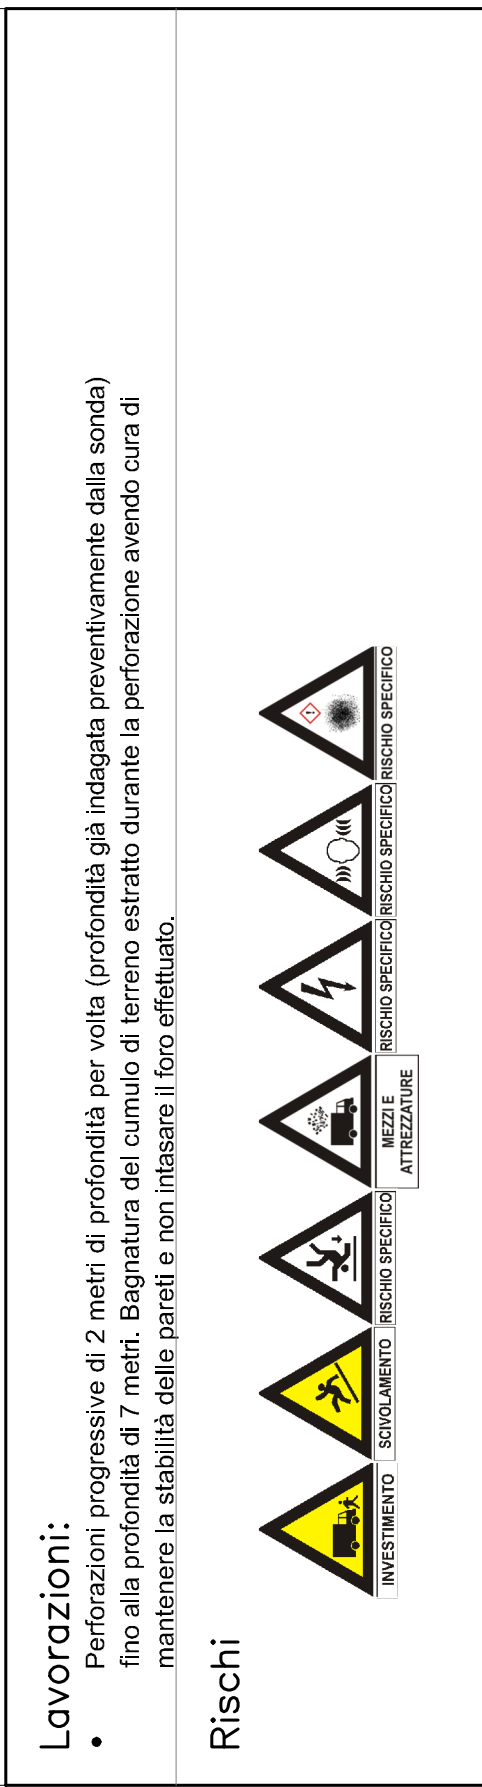 Lavorazioni:
• Perforazioni progressive di 2 metri di profondità per volta (profondità già indagata preventivamente dalla sonda)
fino alla profondità di 7 metri. Bagnatura del cumulo di terreno estratto durante la perforazione avendo cura di
mantenere la stabilità delle pareti e non intasare il foro effettuato.
Rischi
INVESTIMENTO
SCIVOLAMENTO
RISCHIO SPECIFICO
MEZZI E
ATTREZZATURE
RISCHIO SPECIFICO
RISCHIO SPECIFICO
RISCHIO SPECIFICO